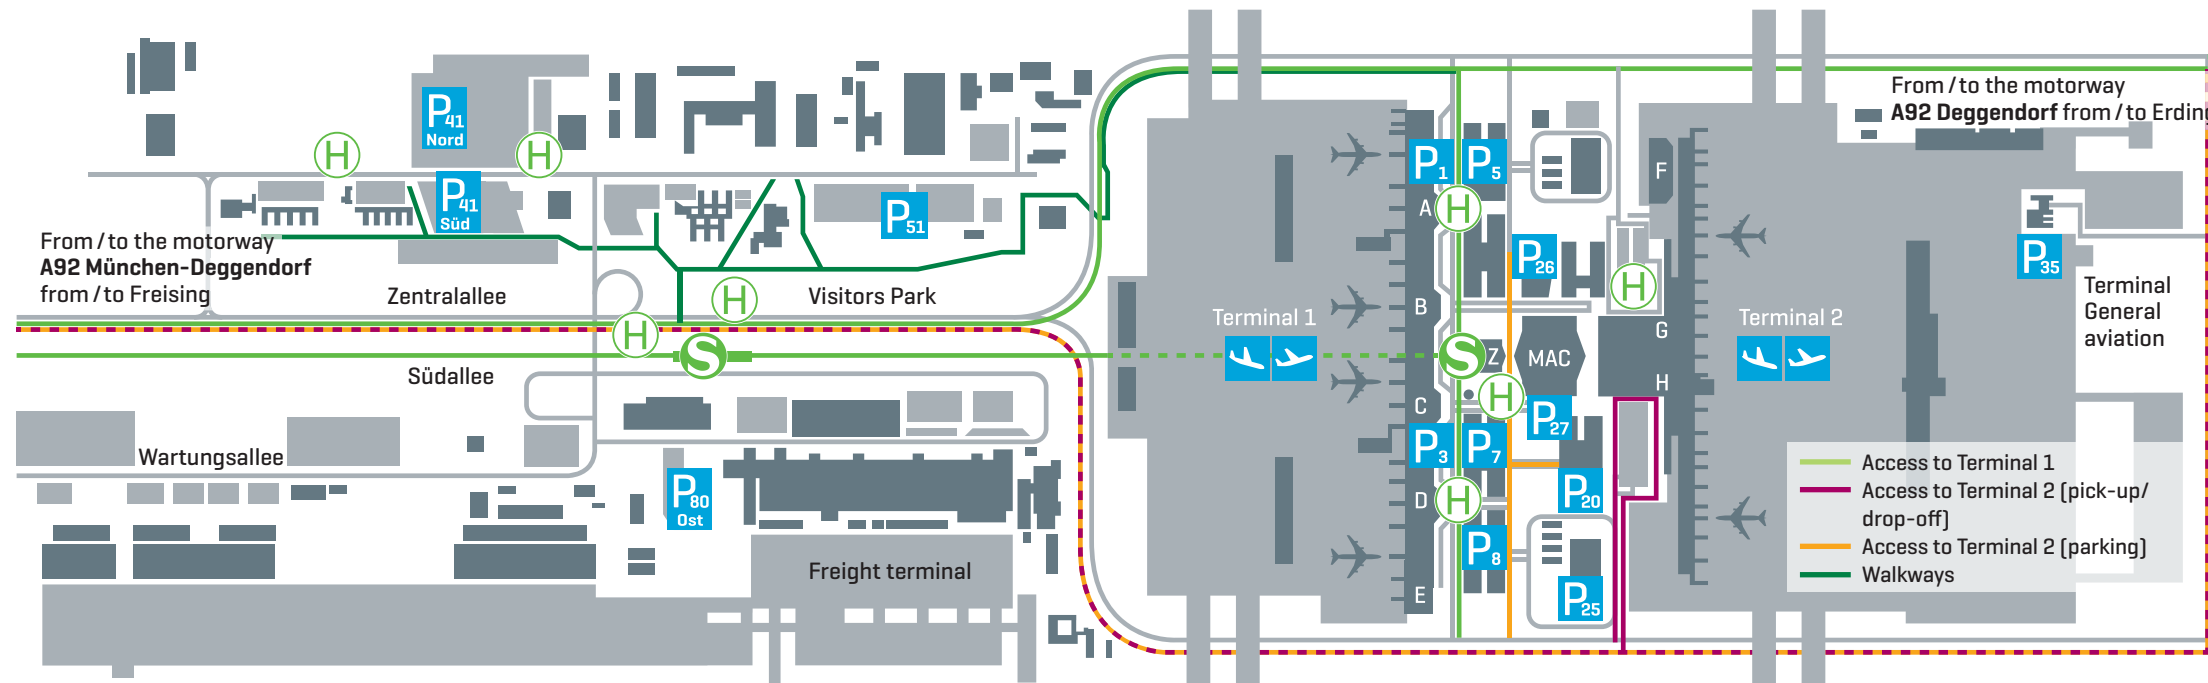 P41
Nord
H
H
P41
Süd
P51
From / to the motorway
A92 München-Deggendorf
from / to Freising
Zentralallee
H
H
Visitors Park
S
Südallee
Wartungsallee
P80
Ost
Freight terminal
Terminal 1
P1
P5
A
H
B
P26
S
Z
MAC
C
H
P27
P3
P7
D
H
P20
P8
E
P25
F
H
G
H
Terminal 2
From / to the motorway
A92 Deggendorf from / to Erding
P35
Terminal
General
aviation
Access to Terminal 1
Access to Terminal 2 (pick-up/
drop-off)
Access to Terminal 2 (parking)
Walkways